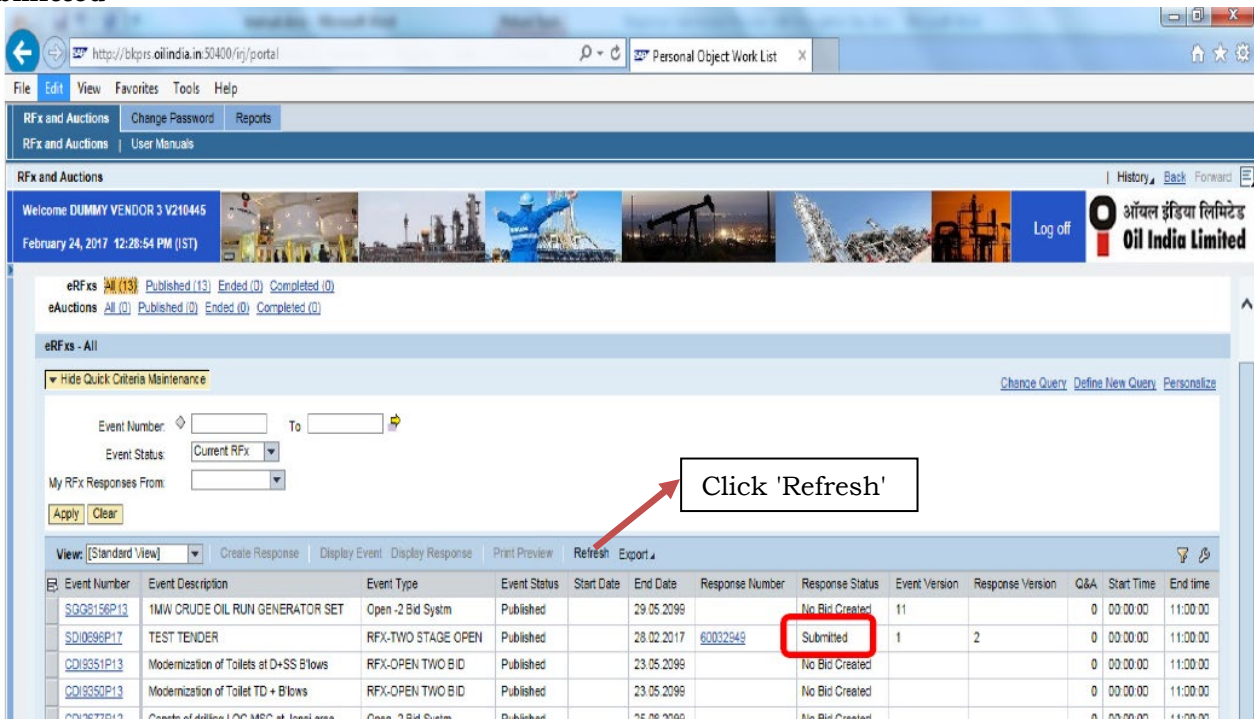 http://bkprs.oilindia.in:50400/irj/portal
Personal Object Work List
File Edit View Favorites Tools Help
RFx and Auctions Change Password Reports
RFx and Auctions | User Manuals
RFx and Auctions | History Back Forward
Welcome DUMMY VENDOR 3 V210445
February 24, 2017 12:28:54 PM (IST)
Log off
ऑयल इंडिया लिमिटेड
Oil India Limited
eRFxs All (13) Published (13) Ended (0) Completed (0)
eAuctions All (0) Published (0) Ended (0) Completed (0)
eRFxs - All
Hide Quick Criteria Maintenance
Change Query Define New Query Personalize
Event Number: To
Event Status: Current RFx
My RFx Responses From:
Click 'Refresh'
Apply Clear
View: [Standard View] Create Response Display Event Display Response Print Preview Refresh Export
Event Number Event Description Event Type Event Status Start Date End Date Response Number Response Status Event Version Response Version Q&A Start Time End time
SGG8156P13 1MW CRUDE OIL RUN GENERATOR SET Open -2 Bid Systm Published 29.05.2099 No Bid Created 11 0 00:00:00 11:00:00
SDI0696P17 TEST TENDER RFX-TWO STAGE OPEN Published 28.02.2017 60032949 Submitted 1 2 0 00:00:00 11:00:00
CDI9351P13 Modernization of Toilets at D+SS B'lows RFX-OPEN TWO BID Published 23.05.2099 No Bid Created 0 00:00:00 11:00:00
CDI9350P13 Modernization of Toilet TD + B'lows RFX-OPEN TWO BID Published 23.05.2099 No Bid Created 0 00:00:00 11:00:00